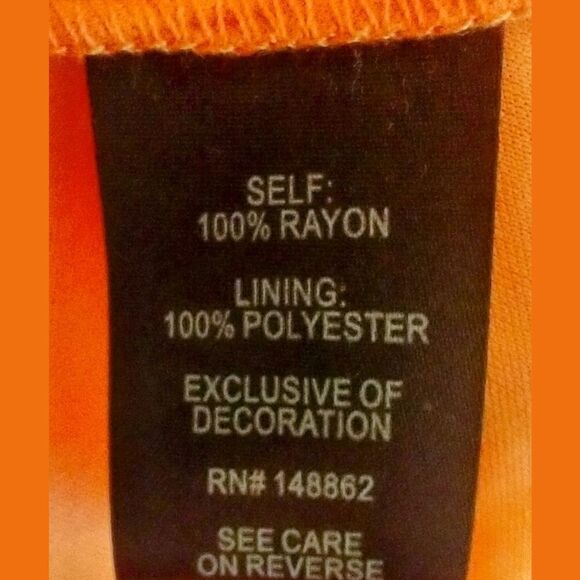 SELF:
100% RAYON
LINING:
100% POLYESTER
EXCLUSIVE OF
DECORATION
RN# 148862
SEE CARE
ON REVERSE